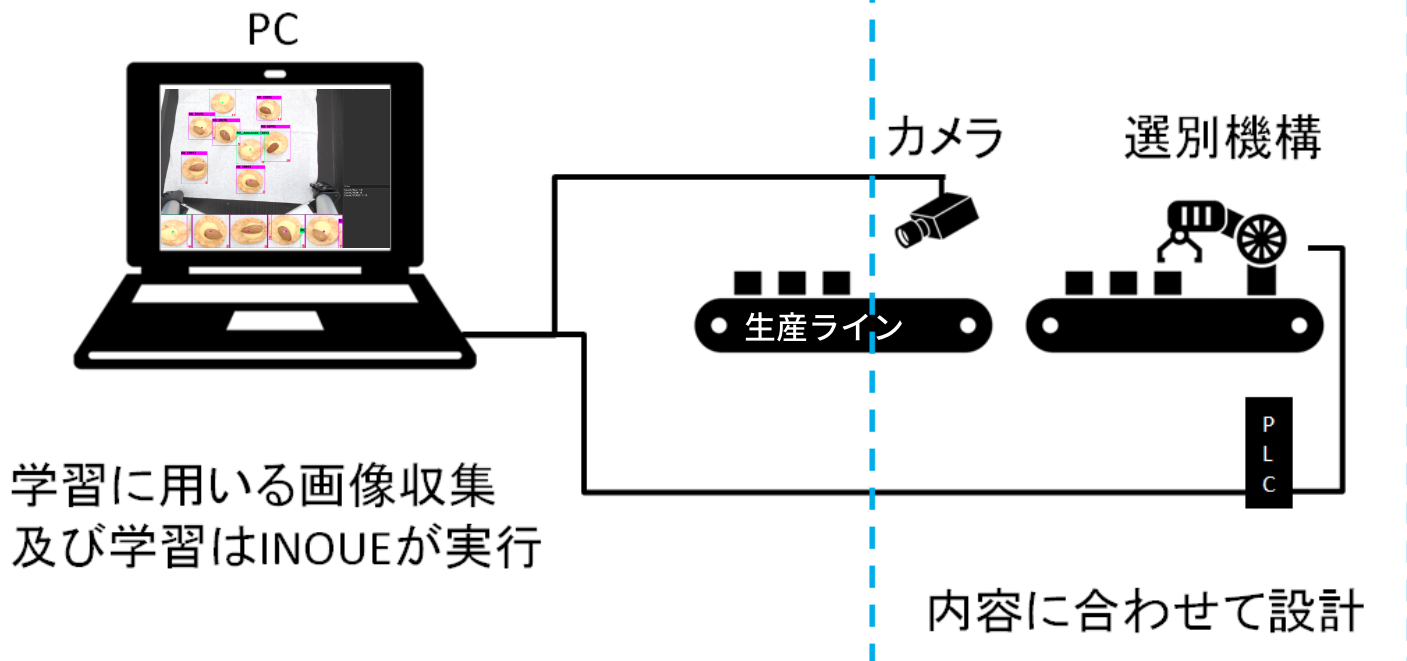 PC
カメラ
選別機構
生産ライン
P
L
C
学習に用いる画像収集
及び学習はINOUEが実行
内容に合わせて設計